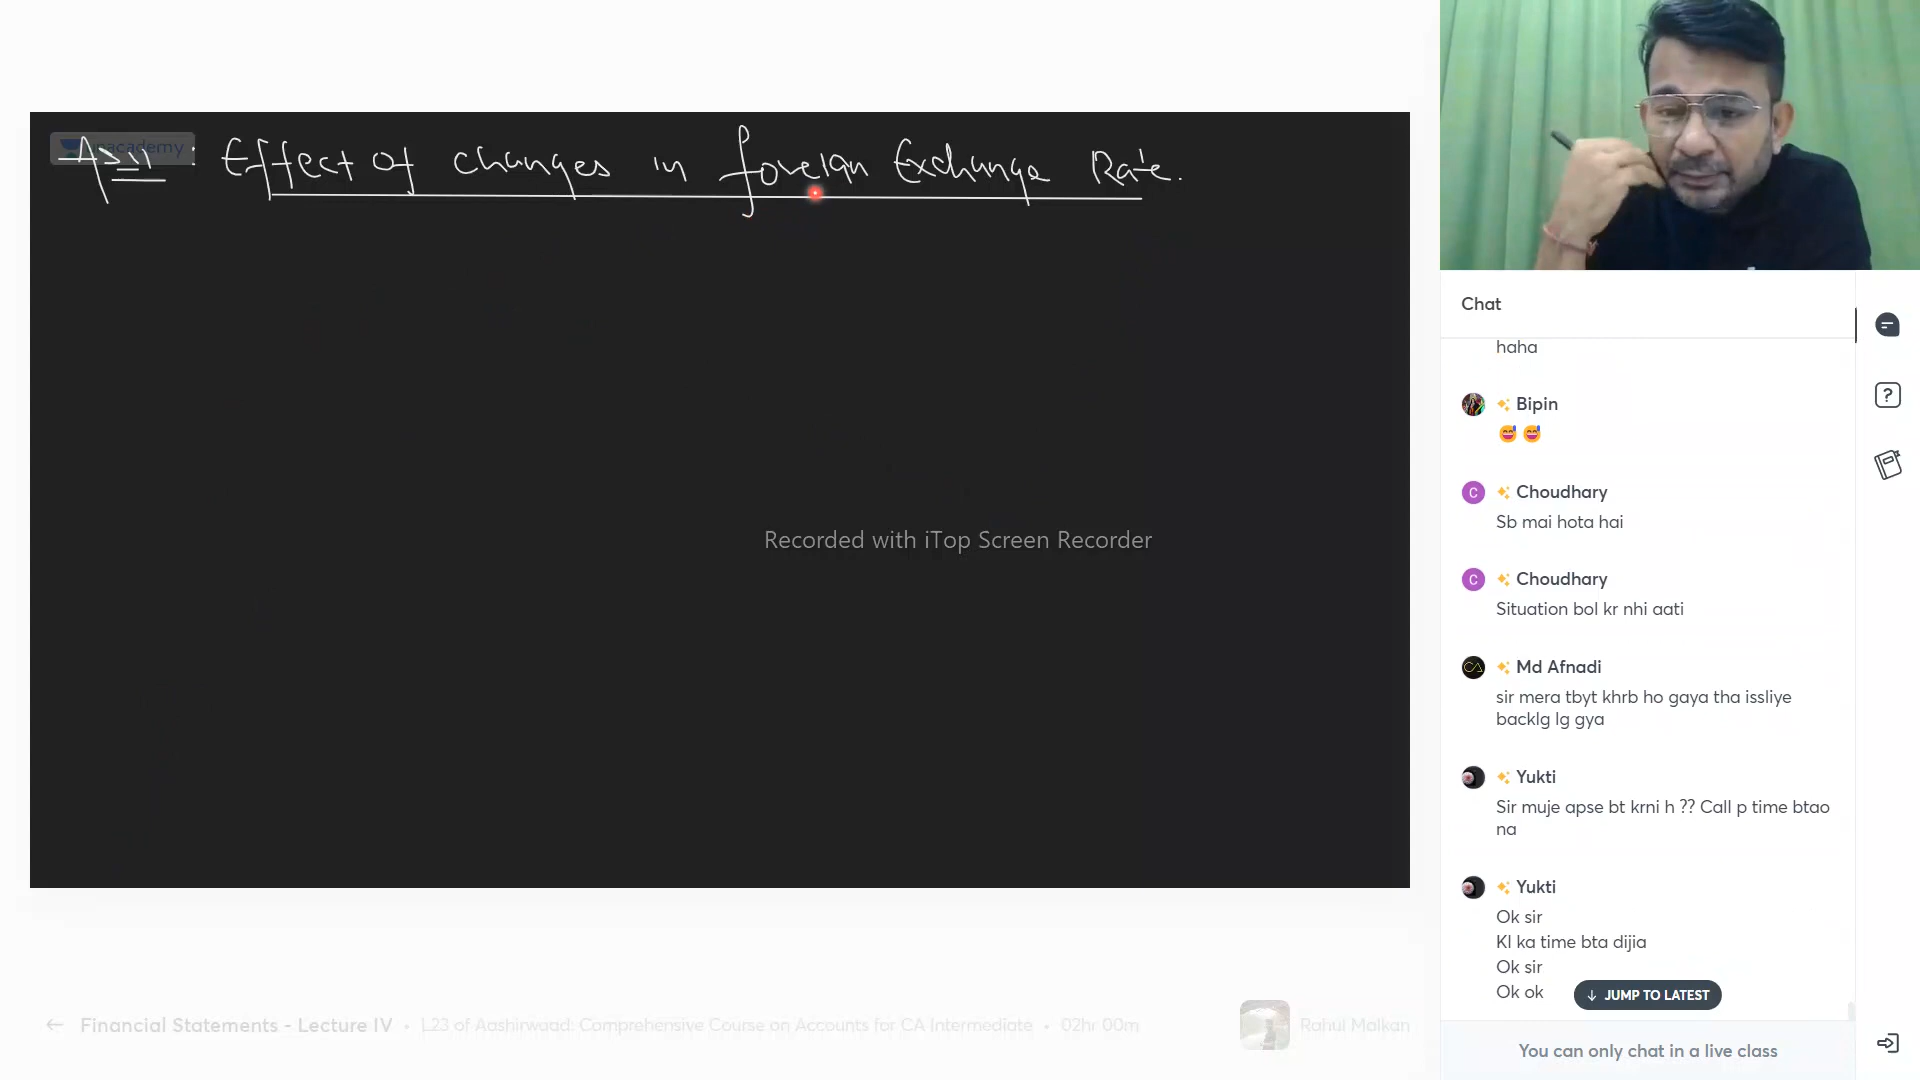 unacademy
AS 11 : Effect of changes in foreign Exchange Rate.
Recorded with iTop Screen Recorder
Financial Statements - Lecture IV • L23 of Aashirwaad: Comprehensive Course on Accounts for CA Intermediate • 02hr 00m
Rahul Malkan
Chat
haha
Bipin
😅 😅
C Choudhary
Sb mai hota hai
C Choudhary
Situation bol kr nhi aati
CA Md Afnadi
sir mera tbyt khrb ho gaya tha issliye
backlg lg gya
Yukti
Sir muje apse bt krni h ?? Call p time btao
na
Yukti
Ok sir
Kl ka time bta dijia
Ok sir
Ok ok
↓ JUMP TO LATEST
You can only chat in a live class
?